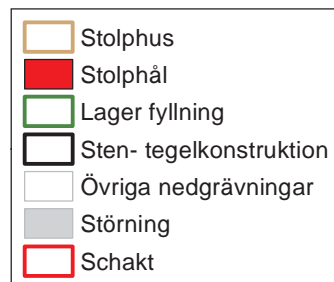 Stolphus
Stolphål
Lager fyllning
Sten- tegelkonstruktion
Övriga nedgrävningar
Störning
Schakt